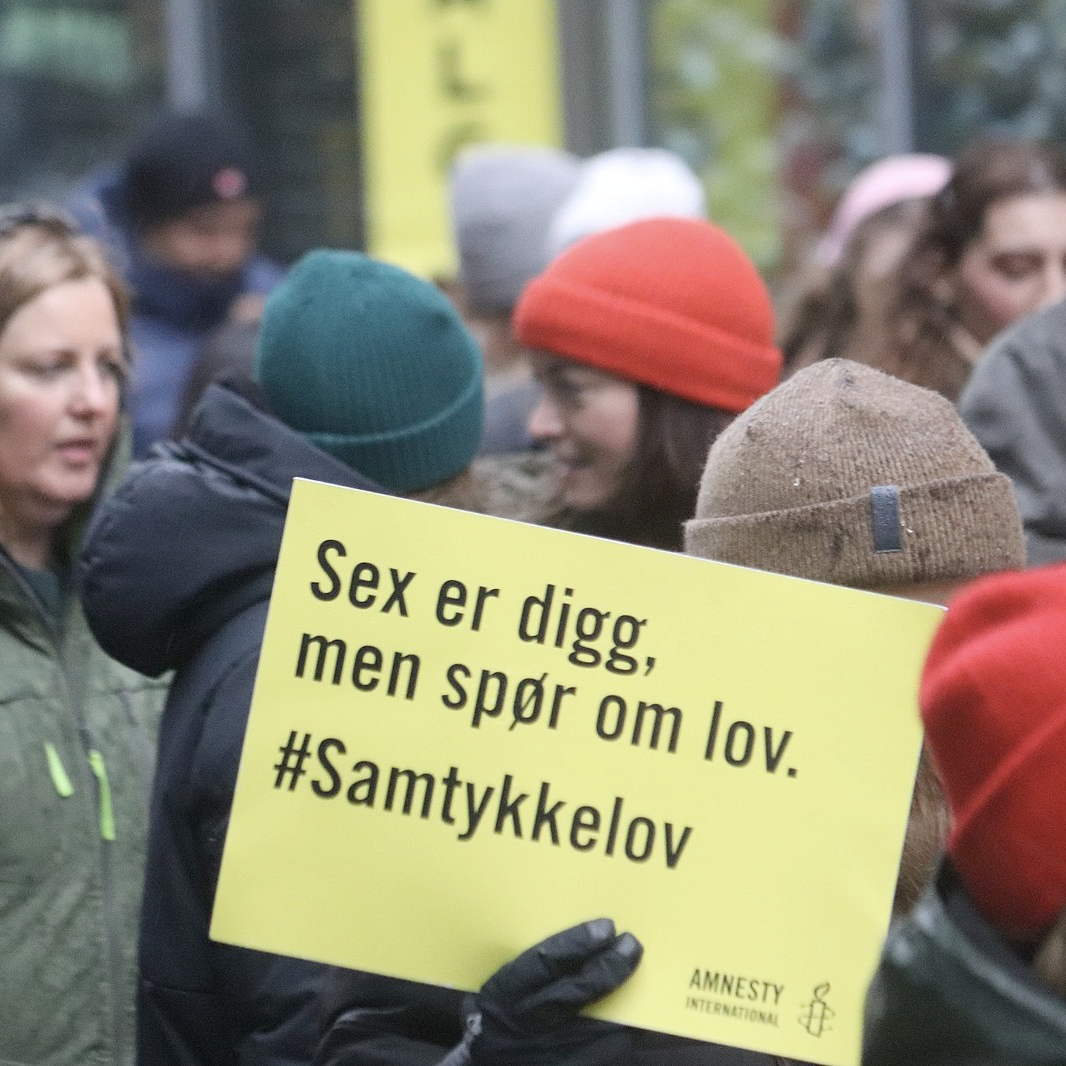 Sex er digg,
men spør om lov.
#Samtykkelov
AMNESTY
INTERNATIONAL